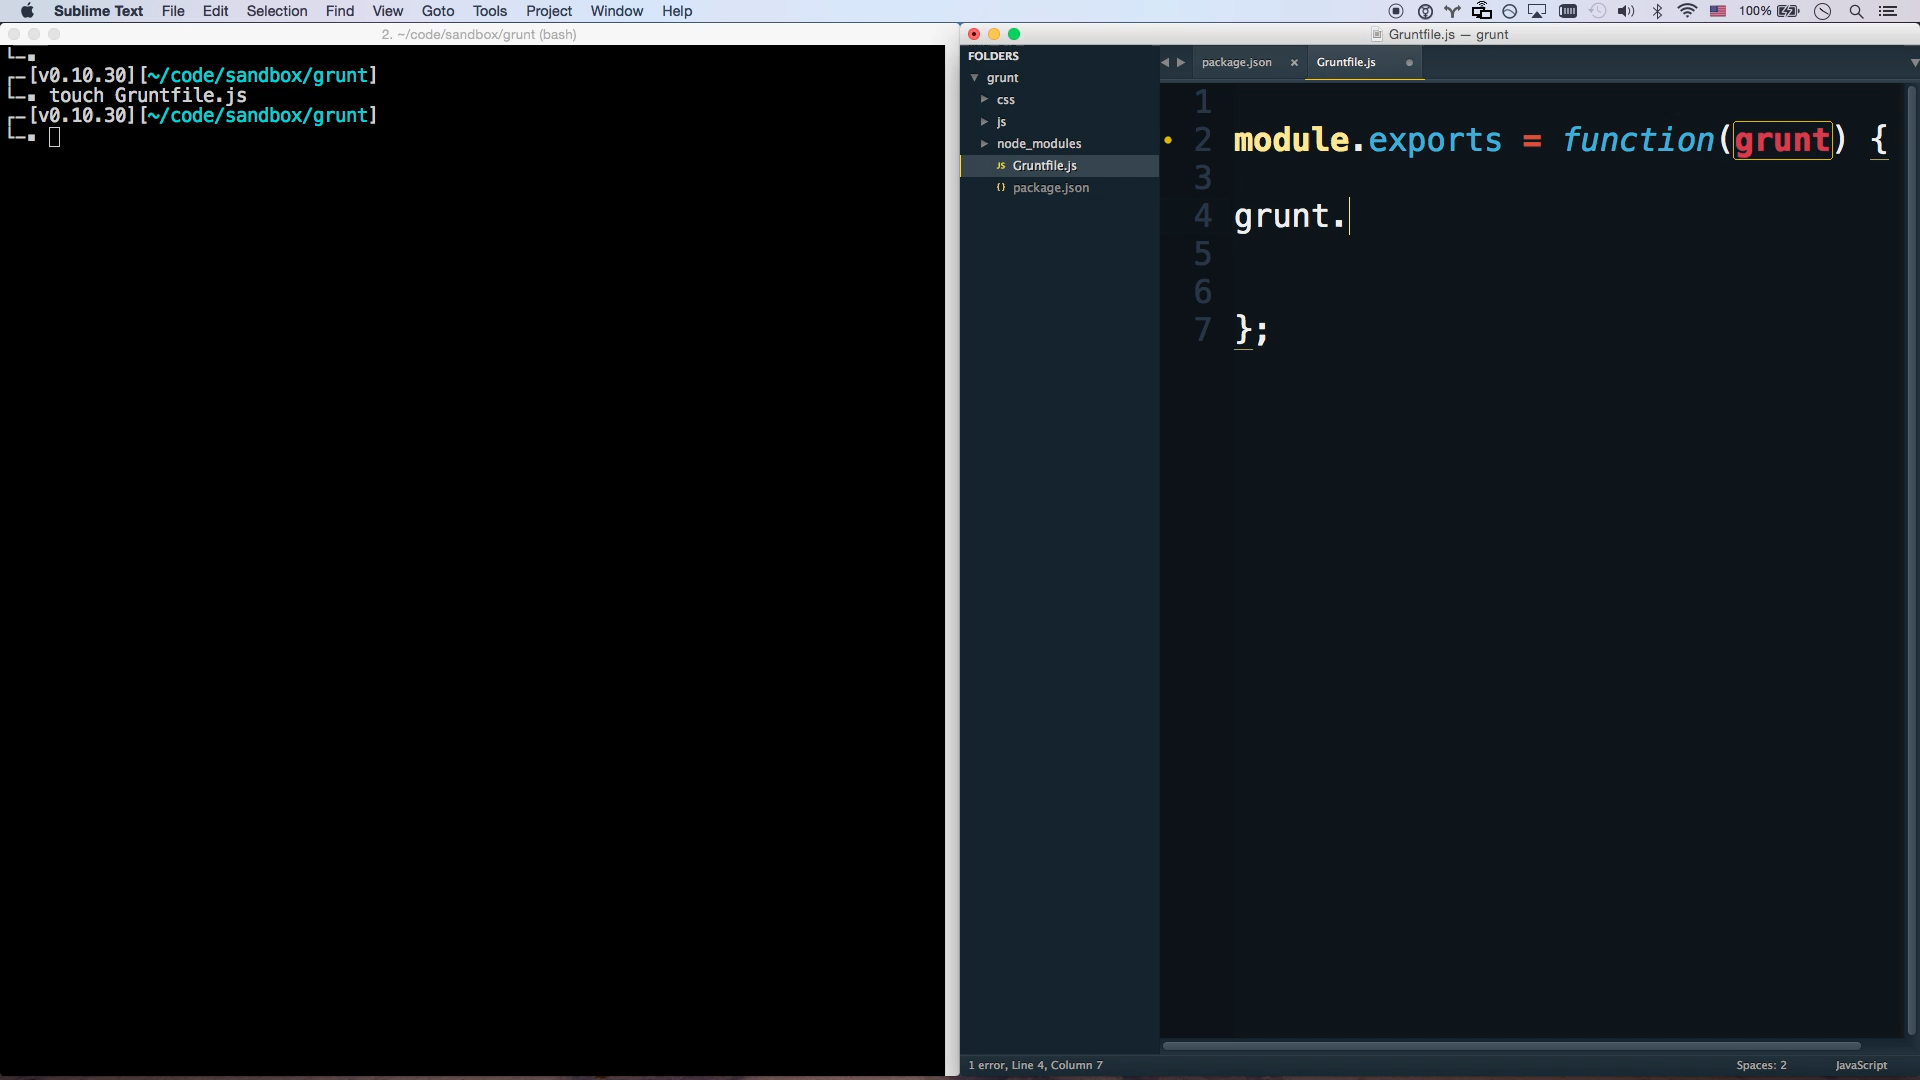 Sublime Text File Edit Selection Find View Goto Tools Project Window Help 100%
2. ~/code/sandbox/grunt (bash)
[v0.10.30][~/code/sandbox/grunt]
touch Gruntfile.js
[v0.10.30][~/code/sandbox/grunt]
Gruntfile.js — grunt
FOLDERS
grunt
css
js
node_modules
JS Gruntfile.js
{} package.json
package.json × Gruntfile.js
1
2 module.exports = function(grunt) {
3
4 grunt.
5
6
7 };
1 error, Line 4, Column 7 Spaces: 2 JavaScript